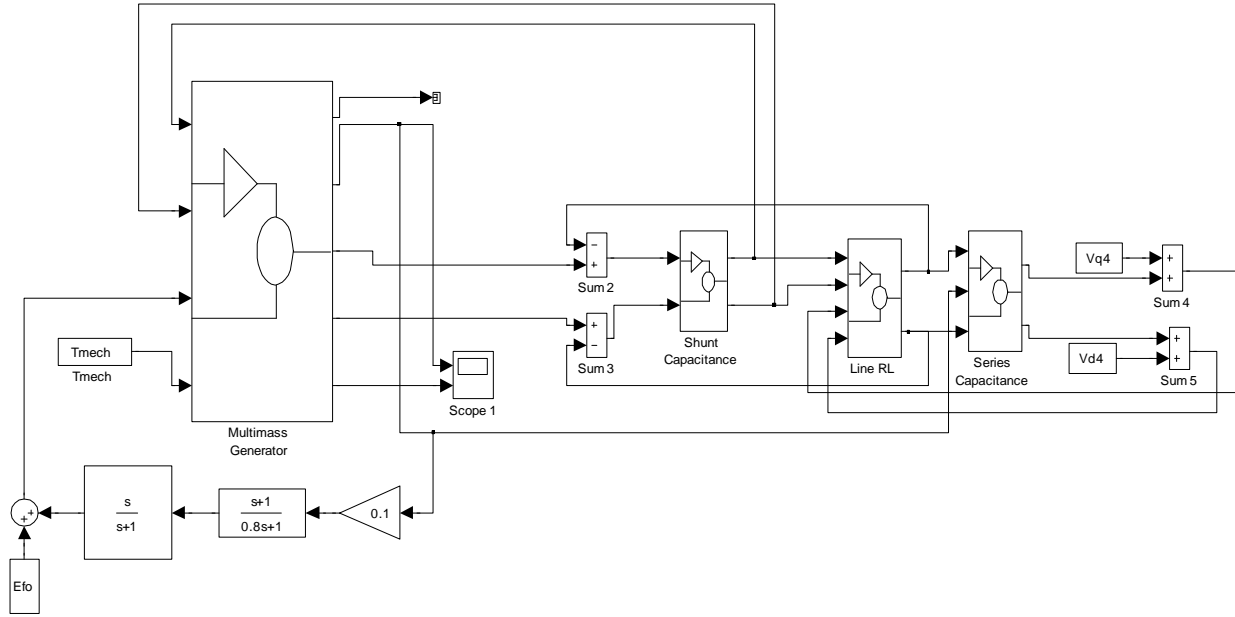 Vq4
−
+
Sum 2
+
+
Sum 4
+
−
Sum 3
Shunt
Capacitance
Line RL
Series
Capacitance
+
+
Sum 5
Vd4
Tmech
Tmech
Scope 1
Multimass
Generator
s
s+1
s+1
0.8s+1
0.1
+
+
Efo